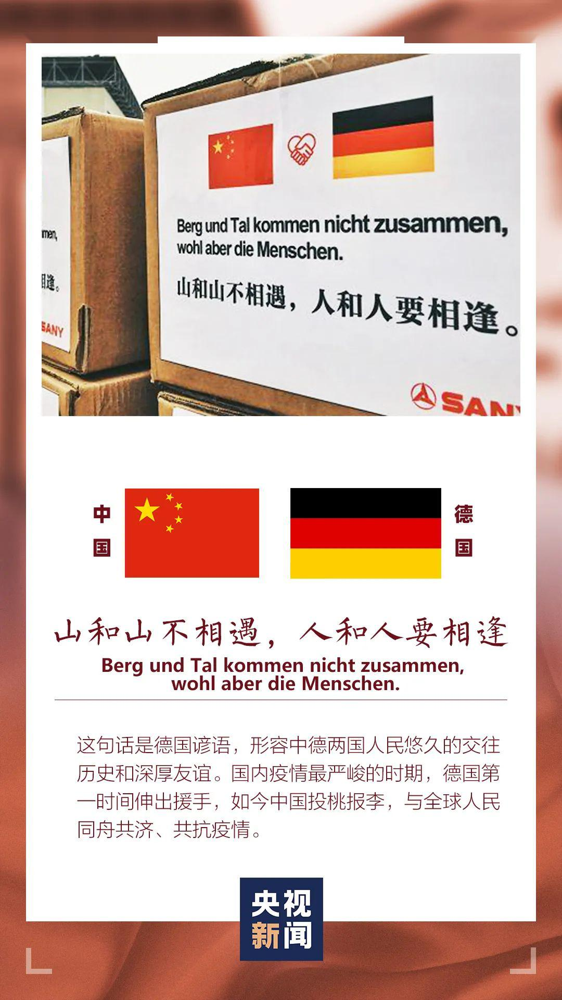 Berg und Tal kommen nicht zusammen,
wohl aber die Menschen.
山和山不相遇，人和人要相逢。
SANY
中国
德国
山和山不相遇，人和人要相逢
Berg und Tal kommen nicht zusammen,
wohl aber die Menschen.
这句话是德国谚语，形容中德两国人民悠久的交往
历史和深厚友谊。国内疫情最严峻的时期，德国第
一时间伸出援手，如今中国投桃报李，与全球人民
同舟共济、共抗疫情。
央视
新闻